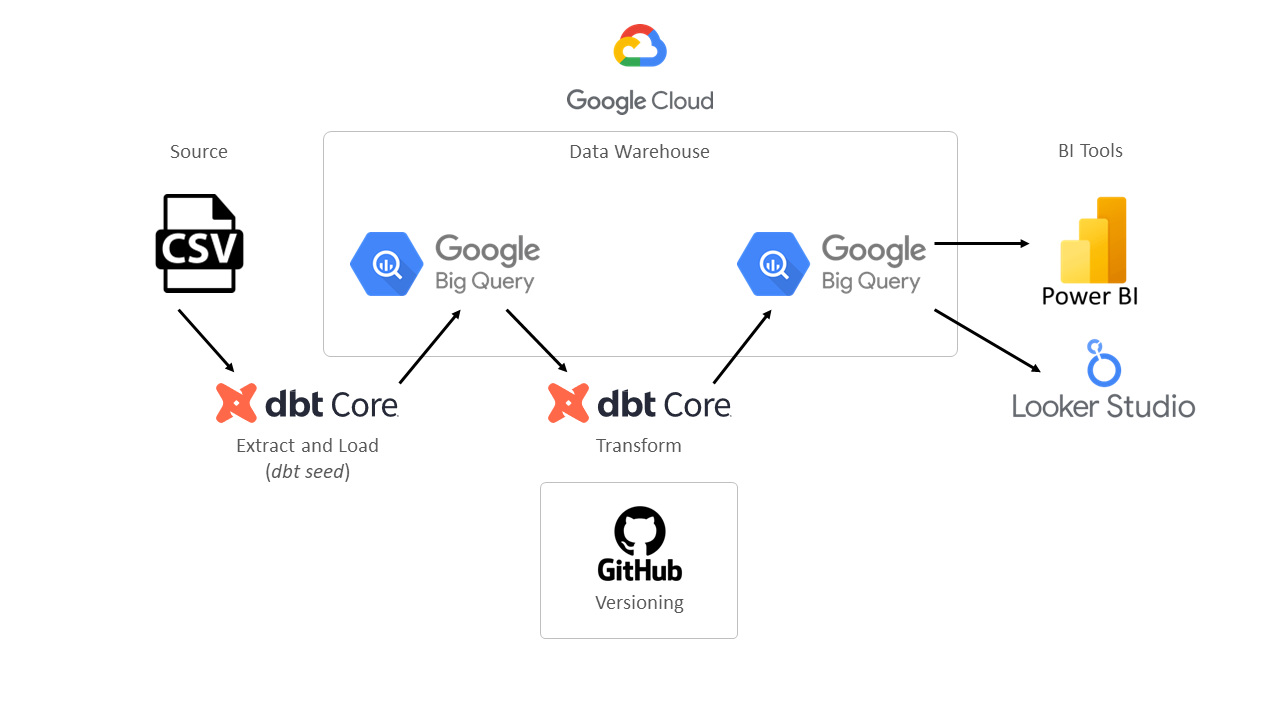 Google Cloud
Source
Data Warehouse
BI Tools
CSV
Google
Big Query
Google
Big Query
Power BI
Looker Studio
dbt Core
Extract and Load
(dbt seed)
dbt Core
Transform
GitHub
Versioning